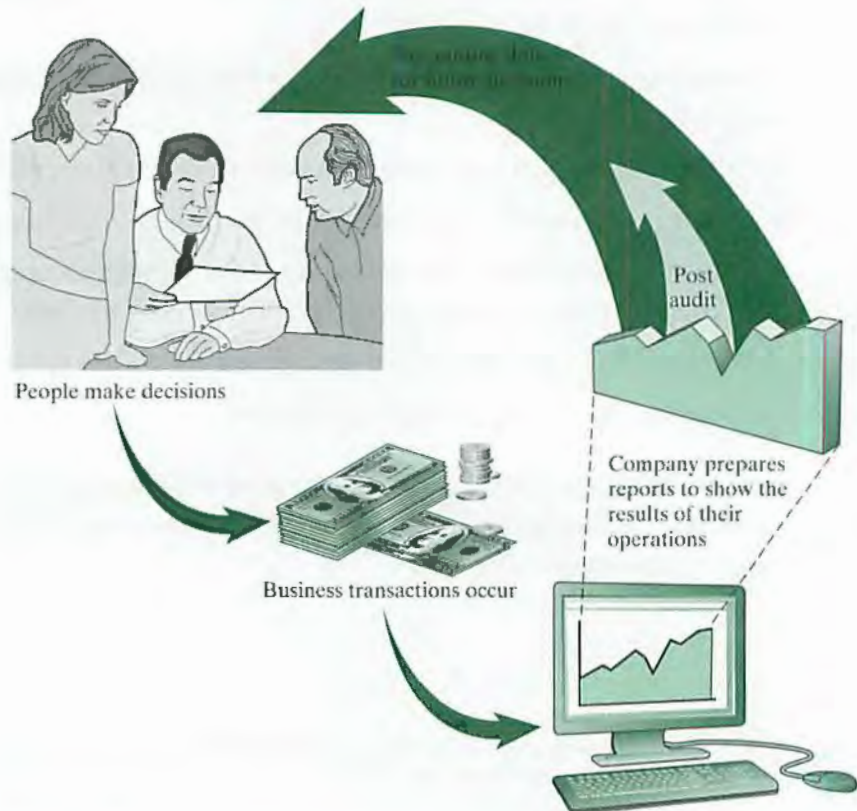 People make decisions
Business transactions occur
Company prepares
reports to show the
results of their
operations
Post
audit